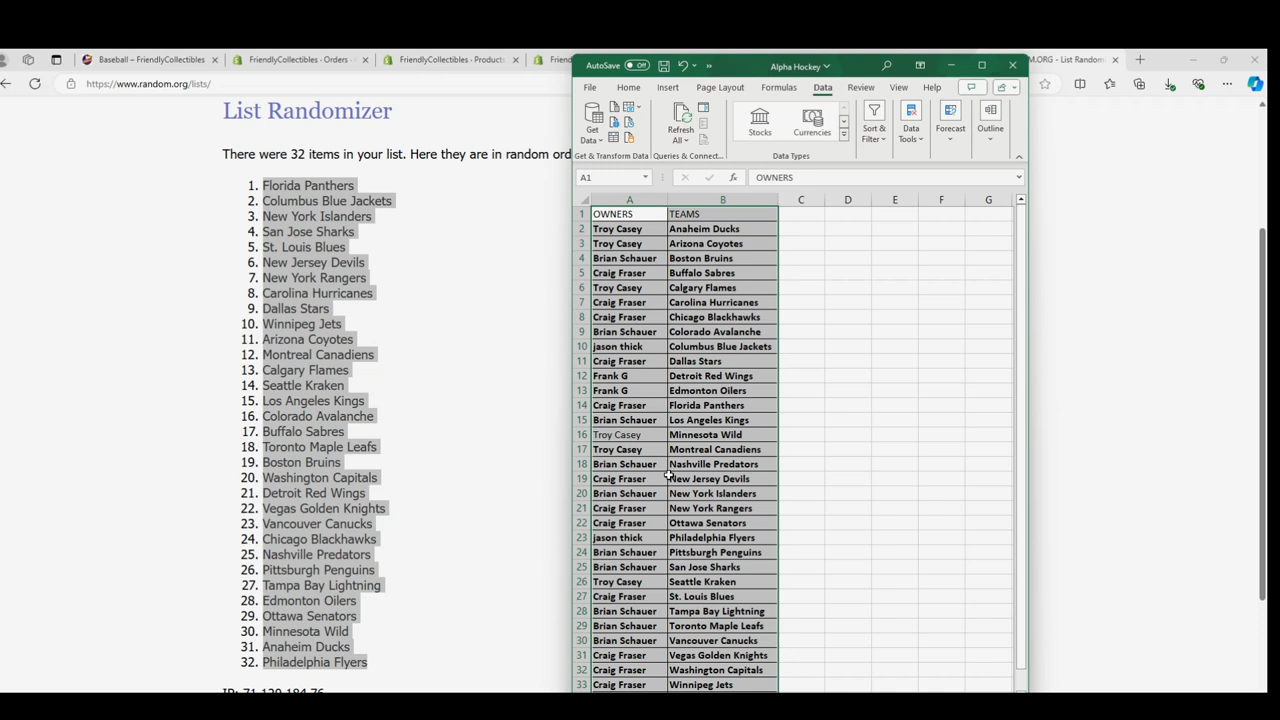 Baseball – FriendlyCollectibles
FriendlyCollectibles · Orders ·
FriendlyCollectibles · Products
Friend
M.ORG - List Random
https://www.random.org/lists/
List Randomizer
There were 32 items in your list. Here they are in random ord
1. Florida Panthers
2. Columbus Blue Jackets
3. New York Islanders
4. San Jose Sharks
5. St. Louis Blues
6. New Jersey Devils
7. New York Rangers
8. Carolina Hurricanes
9. Dallas Stars
10. Winnipeg Jets
11. Arizona Coyotes
12. Montreal Canadiens
13. Calgary Flames
14. Seattle Kraken
15. Los Angeles Kings
16. Colorado Avalanche
17. Buffalo Sabres
18. Toronto Maple Leafs
19. Boston Bruins
20. Washington Capitals
21. Detroit Red Wings
22. Vegas Golden Knights
23. Vancouver Canucks
24. Chicago Blackhawks
25. Nashville Predators
26. Pittsburgh Penguins
27. Tampa Bay Lightning
28. Edmonton Oilers
29. Ottawa Senators
30. Minnesota Wild
31. Anaheim Ducks
32. Philadelphia Flyers
AutoSave Off Alpha Hockey
File Home Insert Page Layout Formulas Data Review View Help
Get Data Refresh All Stocks Currencies Sort & Filter Data Tools Forecast Outline
Get & Transform Data Queries & Connect... Data Types
A1 fx OWNERS
A B C D E F G
1 OWNERS TEAMS
2 Troy Casey Anaheim Ducks
3 Troy Casey Arizona Coyotes
4 Brian Schauer Boston Bruins
5 Craig Fraser Buffalo Sabres
6 Troy Casey Calgary Flames
7 Craig Fraser Carolina Hurricanes
8 Craig Fraser Chicago Blackhawks
9 Brian Schauer Colorado Avalanche
10 jason thick Columbus Blue Jackets
11 Craig Fraser Dallas Stars
12 Frank G Detroit Red Wings
13 Frank G Edmonton Oilers
14 Craig Fraser Florida Panthers
15 Brian Schauer Los Angeles Kings
16 Troy Casey Minnesota Wild
17 Troy Casey Montreal Canadiens
18 Brian Schauer Nashville Predators
19 Craig Fraser New Jersey Devils
20 Brian Schauer New York Islanders
21 Craig Fraser New York Rangers
22 Craig Fraser Ottawa Senators
23 jason thick Philadelphia Flyers
24 Brian Schauer Pittsburgh Penguins
25 Brian Schauer San Jose Sharks
26 Troy Casey Seattle Kraken
27 Craig Fraser St. Louis Blues
28 Brian Schauer Tampa Bay Lightning
29 Brian Schauer Toronto Maple Leafs
30 Brian Schauer Vancouver Canucks
31 Craig Fraser Vegas Golden Knights
32 Craig Fraser Washington Capitals
33 Craig Fraser Winnipeg Jets